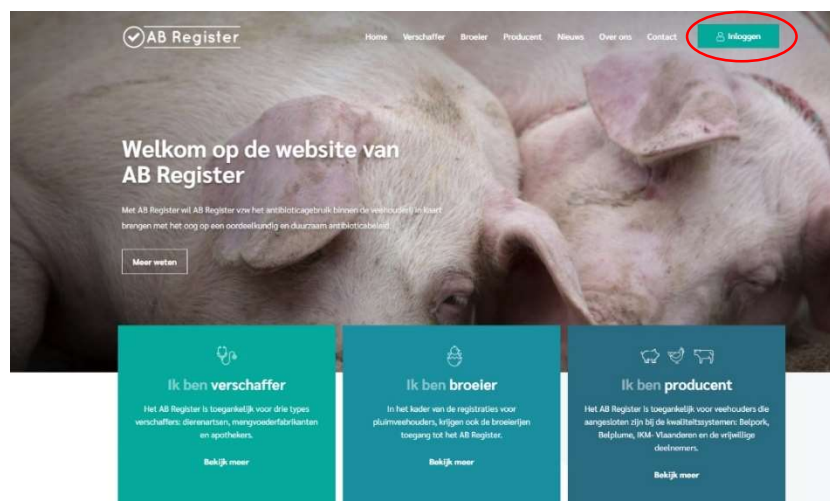 AB Register
Home Verschaffer Broeier Producent Nieuws Over ons Contact Inloggen
Welkom op de website van
AB Register
Met AB Register wil AB Register vzw het antibioticagebruik binnen de veehouderij in kaart
brengen met het oog op een oordeelkundig en duurzaam antibioticabeleid.
Meer weten
Ik ben verschaffer
Het AB Register is toegankelijk voor drie types
verschaffers: dierenartsen, mengvoederfabrikanten
en apothekers.
Bekijk meer
Ik ben broeier
In het kader van de registraties voor
pluimveehouders, krijgen ook de broeierijen
toegang tot het AB Register.
Bekijk meer
Ik ben producent
Het AB Register is toegankelijk voor veehouders die
aangesloten zijn bij de kwaliteitssystemen: Belpork,
Belplume, IKM- Vlaanderen en de vrijwillige
deelnemers.
Bekijk meer